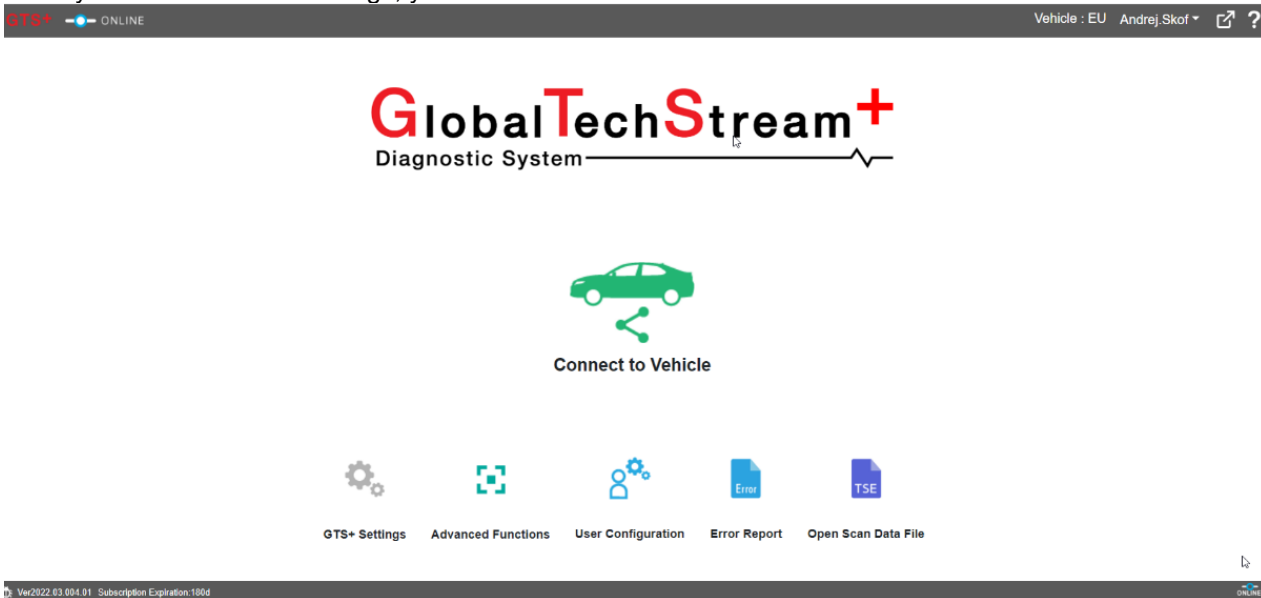 GTS+ ONLINE Vehicle : EU Andrej.Skof ?
GlobalTechStream+
Diagnostic System
Connect to Vehicle
Error TSE
GTS+ Settings Advanced Functions User Configuration Error Report Open Scan Data File
Ver2022.03.004.01 Subscription Expiration:180d ONLINE